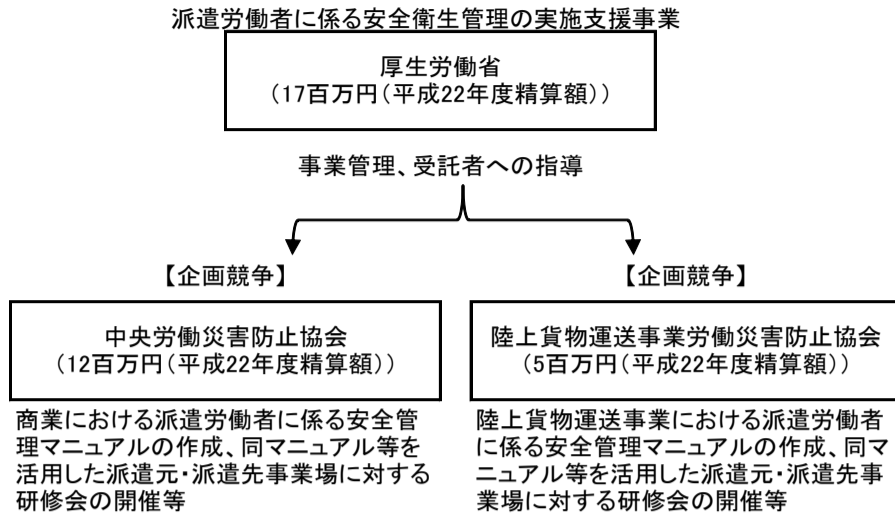 派遣労働者に係る安全衛生管理の実施支援事業
厚生労働省
（17百万円（平成22年度精算額））
事業管理、受託者への指導
【企画競争】
【企画競争】
中央労働災害防止協会
（12百万円（平成22年度精算額））
陸上貨物運送事業労働災害防止協会
（5百万円（平成22年度精算額））
商業における派遣労働者に係る安全管
理マニュアルの作成、同マニュアル等を
活用した派遣元・派遣先事業場に対する
研修会の開催等
陸上貨物運送事業における派遣労働者
に係る安全管理マニュアルの作成、同マ
ニュアル等を活用した派遣元・派遣先事
業場に対する研修会の開催等